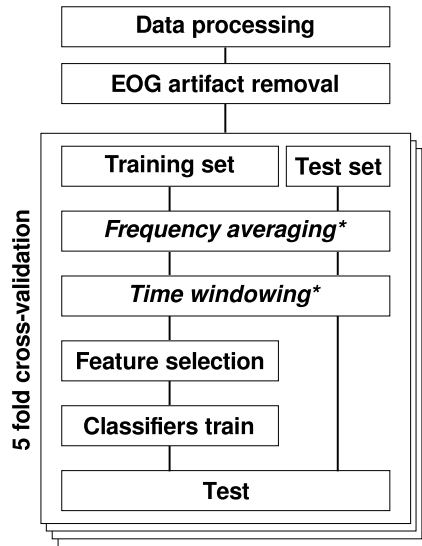 Data processing
EOG artifact removal
Training set
Test set
Frequency averaging*
Time windowing*
Feature selection
Classifiers train
Test
5 fold cross-validation